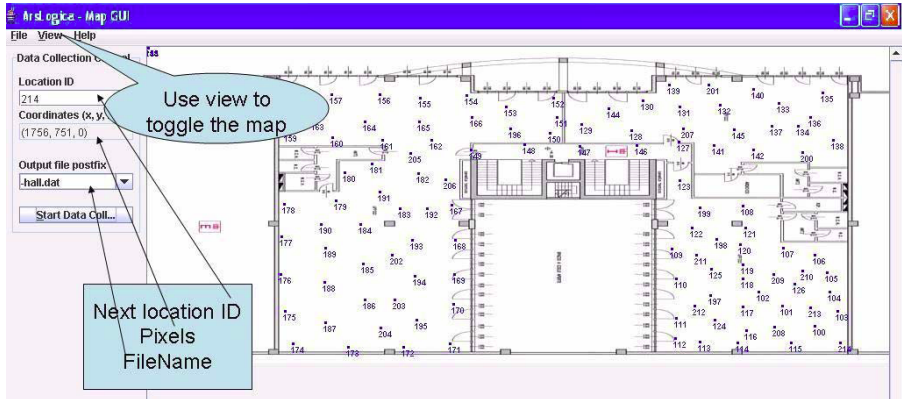 ArsLogica - Map GUI
File View Help
Data Collection
Location ID
214
Coordinates (x, y,
(1756, 751, 0)
Output file postfix
-hall.dat
Start Data Coll...
Use view to
toggle the map
Next location ID
Pixels
FileName
157 156 155 154 152 130 139 201 140 135
163 164 165 166 151 129 144 131 132 133 136
159 160 161 162 196 150 128 207 145 137 134 138
205 149 148 147 146 127 141 142 200
180 181 182 206 123
178 179 191 183 192 167 199 108
177 190 184 193 168 122 198 121
189 202 109 211 120 107 106
176 185 194 169 110 125 119 209 210 105
188 118 126
175 186 203 170 212 197 102 104
187 204 195 111 124 117 101 213 103
116 208 100
174 173 172 171 112 113 114 115 214